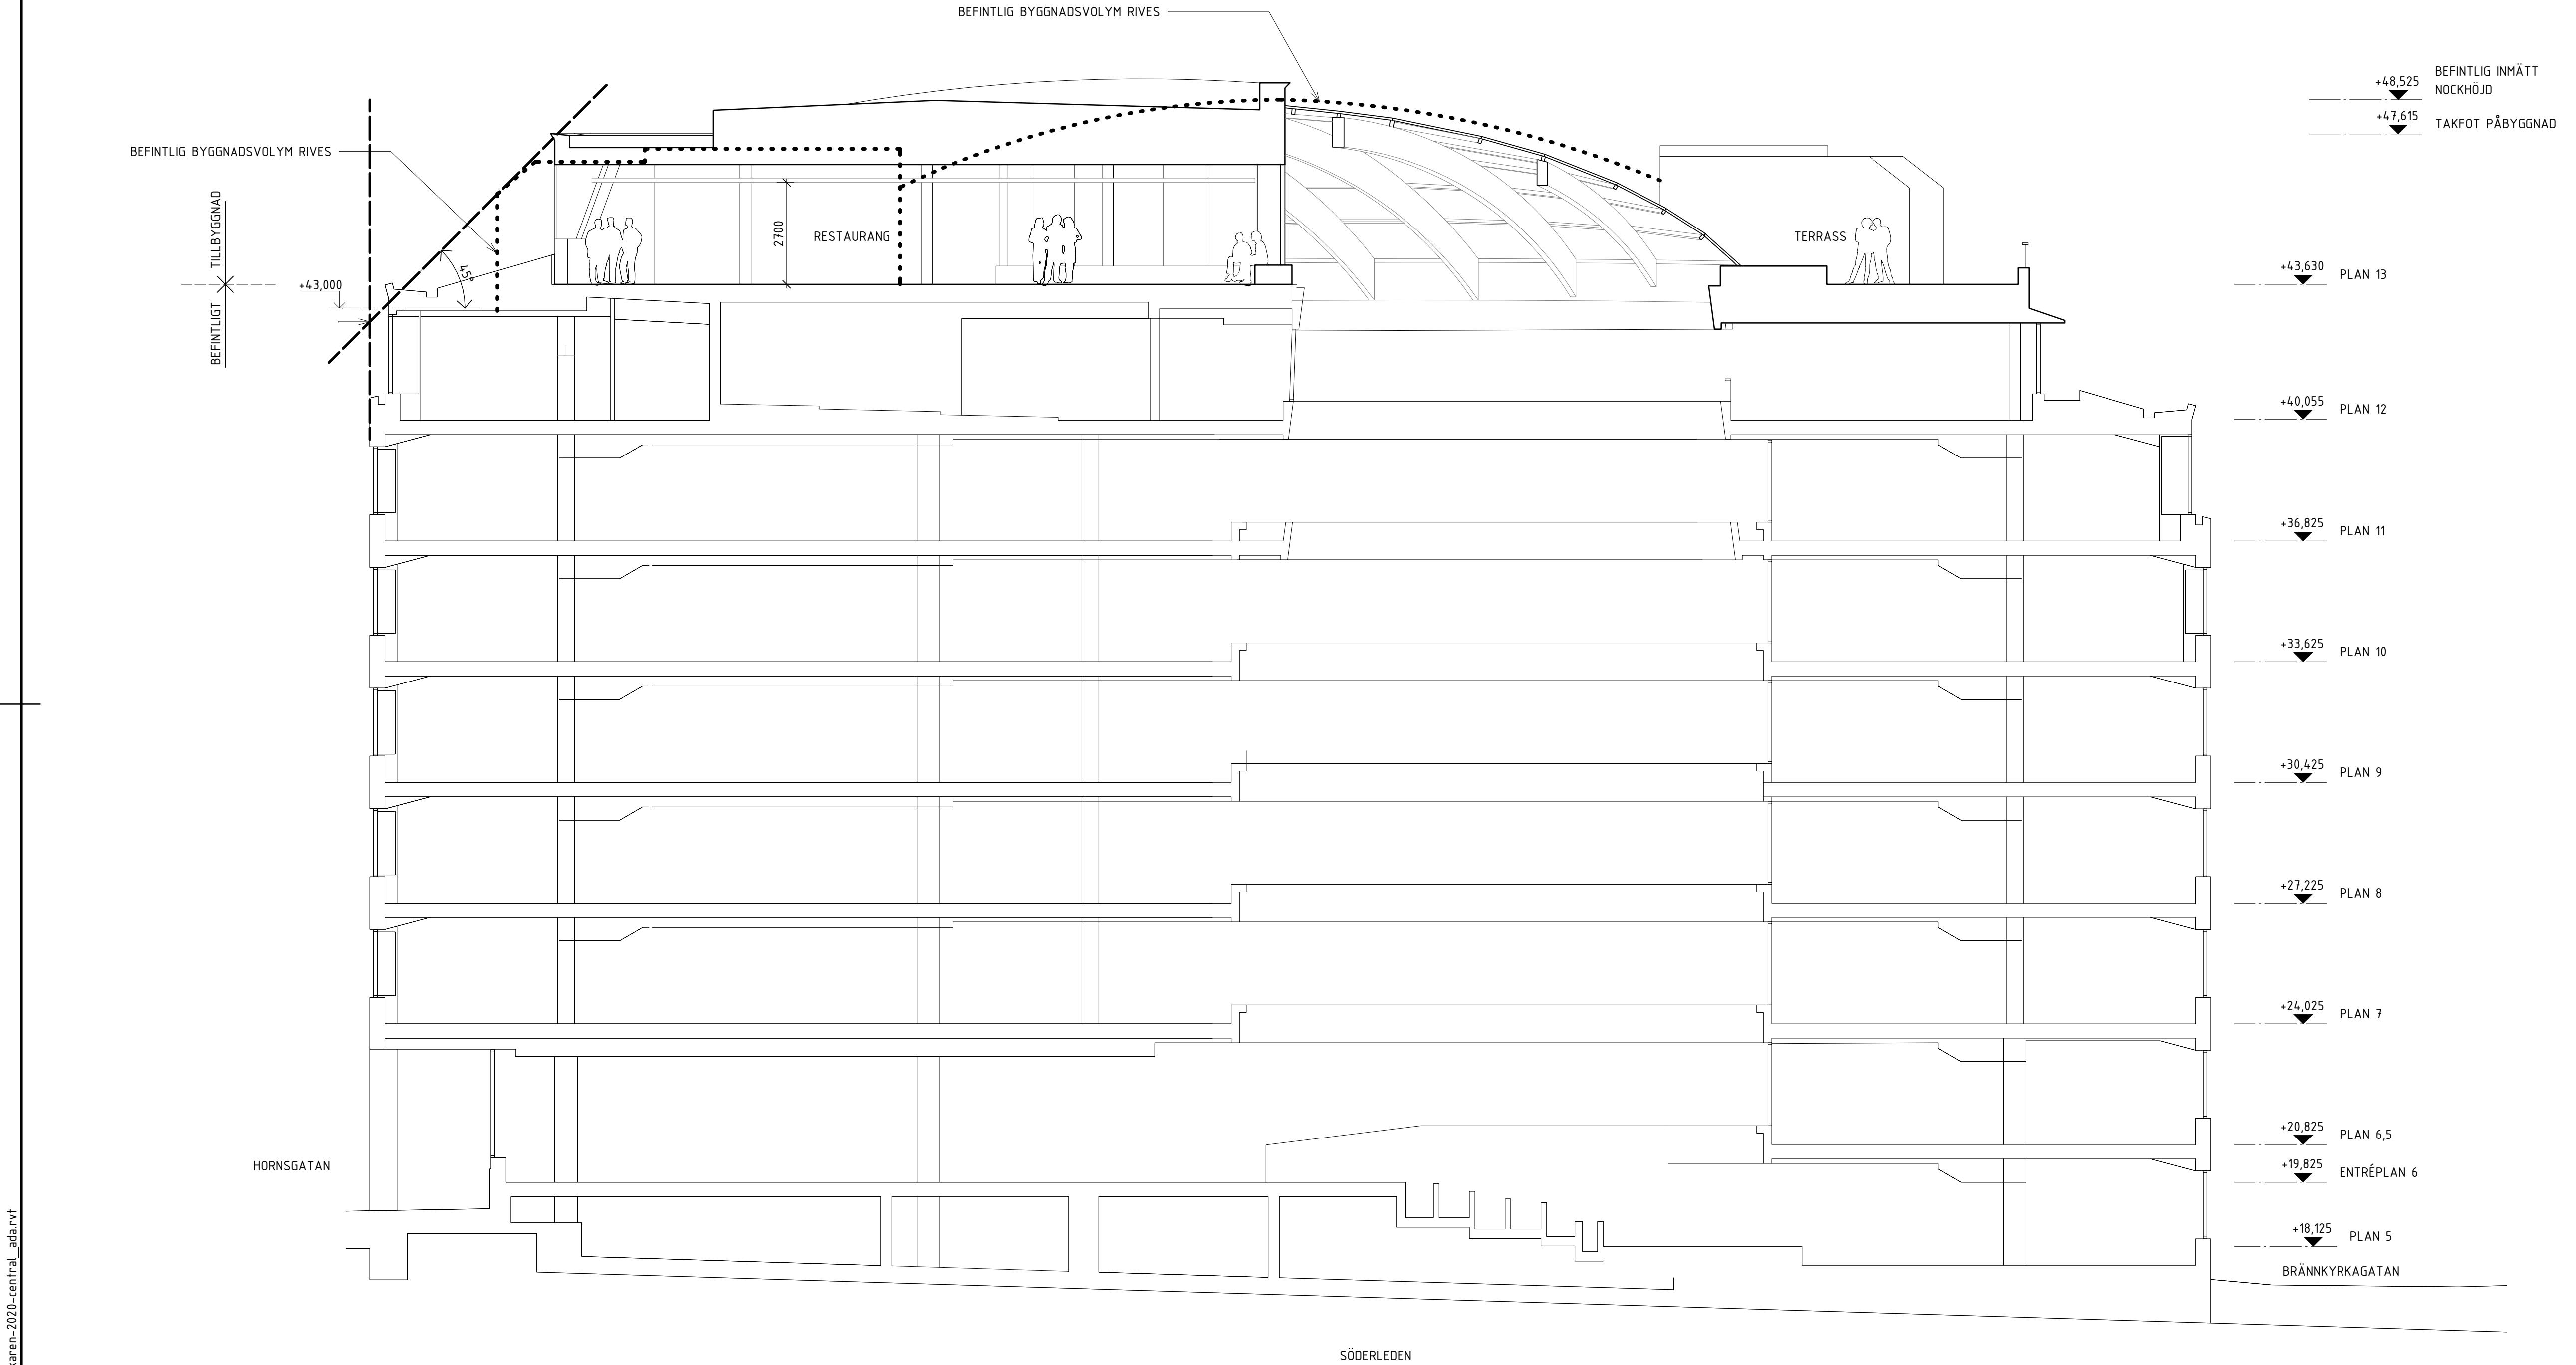 BEFINTLIG BYGGNADSVOLYM RIVES
+48,525
BEFINTLIG INMÄTT
NOCKHÖJD
+47,615
TAKFOT PÅBYGGNAD
BEFINTLIG BYGGNADSVOLYM RIVES
TILLBYGGNAD
BEFINTLIGT
+43,000
45°
2700
RESTAURANG
TERRASS
+43,630
PLAN 13
+40,055
PLAN 12
+36,825
PLAN 11
+33,625
PLAN 10
+30,425
PLAN 9
+27,225
PLAN 8
+24,025
PLAN 7
+20,825
PLAN 6,5
HORNSGATAN
+19,825
ENTRÉPLAN 6
+18,125
PLAN 5
BRÄNNKYRKAGATAN
SÖDERLEDEN
karen-2020-central_ada.rvt